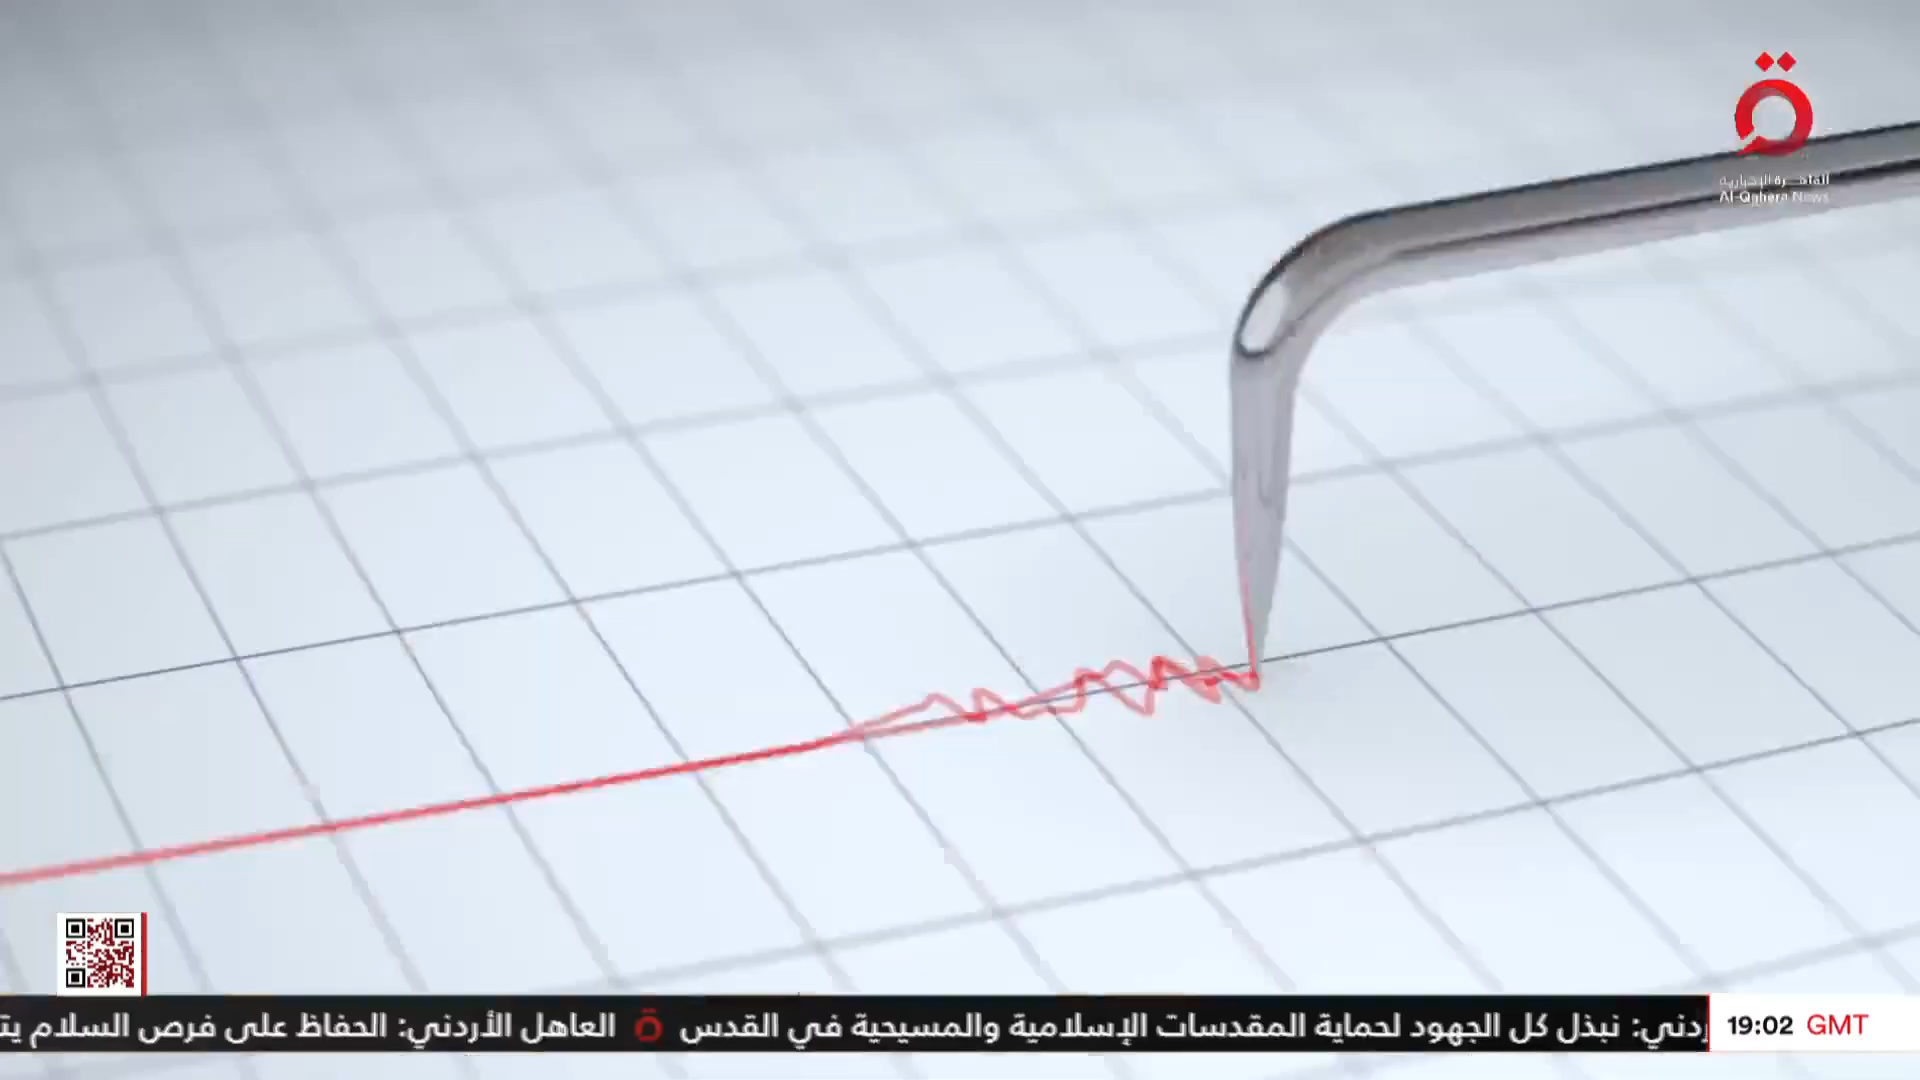 القاهرة الإخبارية
Al-Qahera News
ردني: نبذل كل الجهود لحماية المقدسات الإسلامية والمسيحية في القدس
العاهل الأردني: الحفاظ على فرص السلام يتـ
19:02 GMT